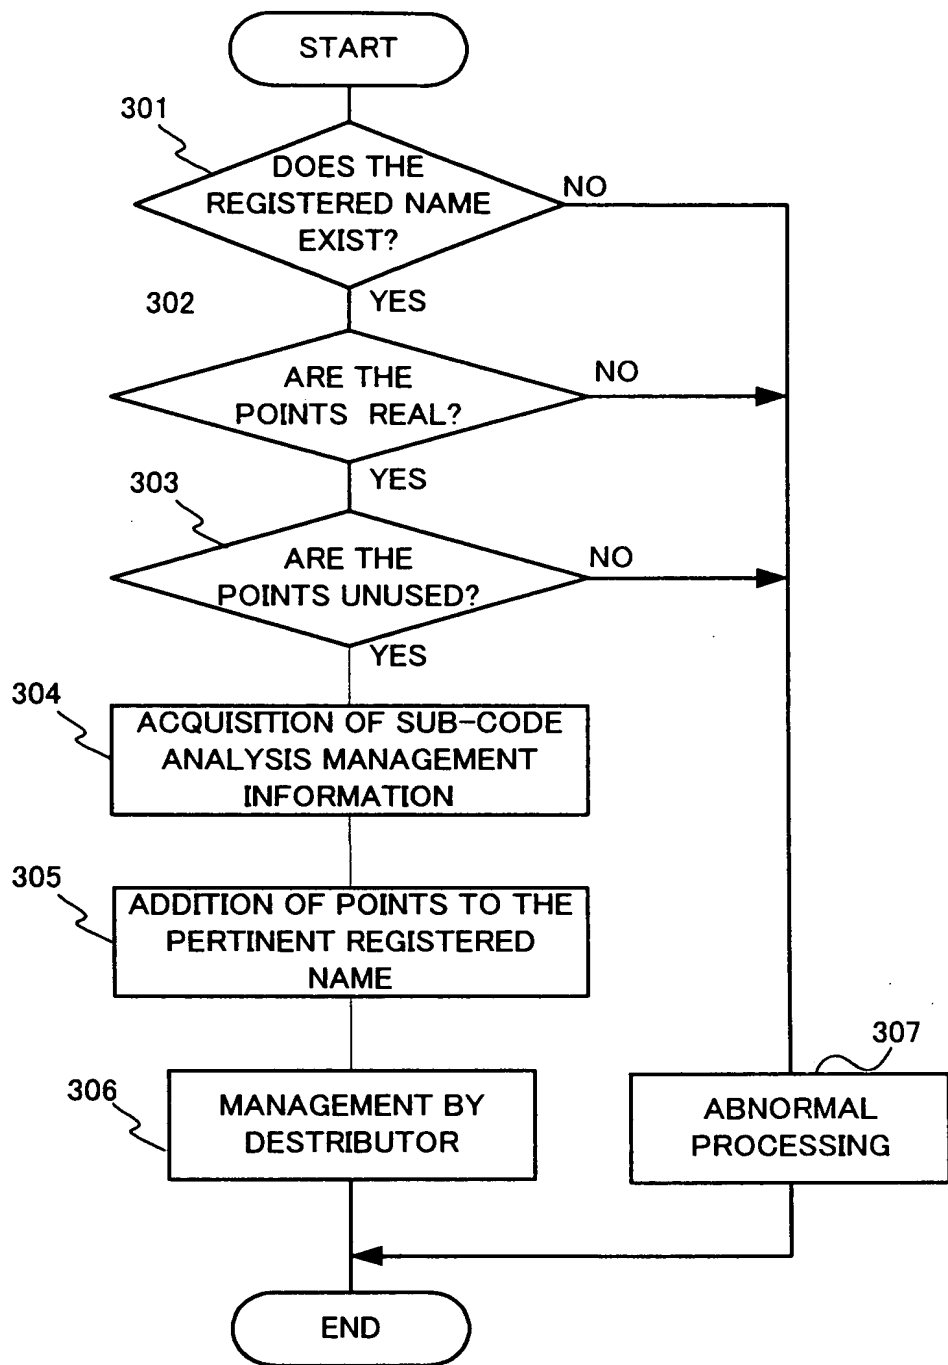 START
301
DOES THE
REGISTERED NAME
EXIST?
NO
YES
302
ARE THE
POINTS REAL?
NO
YES
303
ARE THE
POINTS UNUSED?
NO
YES
304
ACQUISITION OF SUB-CODE
ANALYSIS MANAGEMENT
INFORMATION
305
ADDITION OF POINTS TO THE
PERTINENT REGISTERED
NAME
306
MANAGEMENT BY
DESTRIBUTOR
307
ABNORMAL
PROCESSING
END